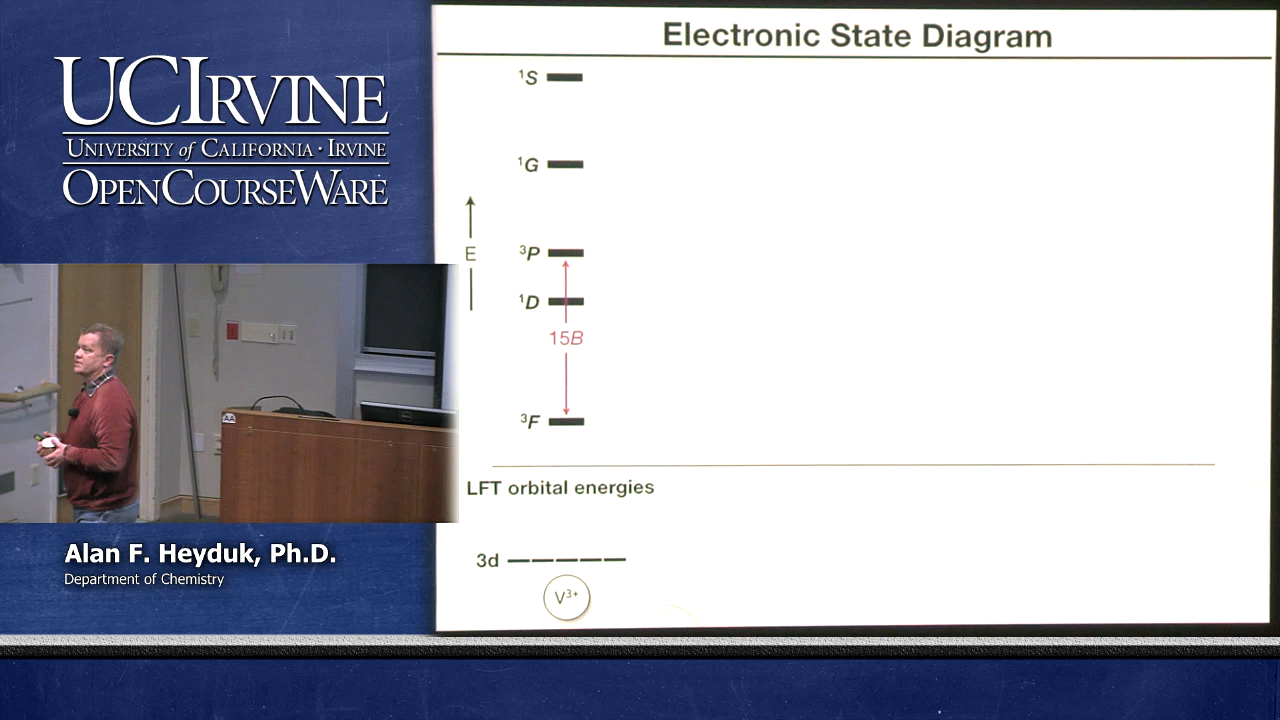 UCIRVINE
UNIVERSITY of CALIFORNIA · IRVINE
OPENCOURSEWARE
Electronic State Diagram
¹S
¹G
E
³P
¹D
15B
³F
LFT orbital energies
3d
V³⁺
AA
Alan F. Heyduk, Ph.D.
Department of Chemistry